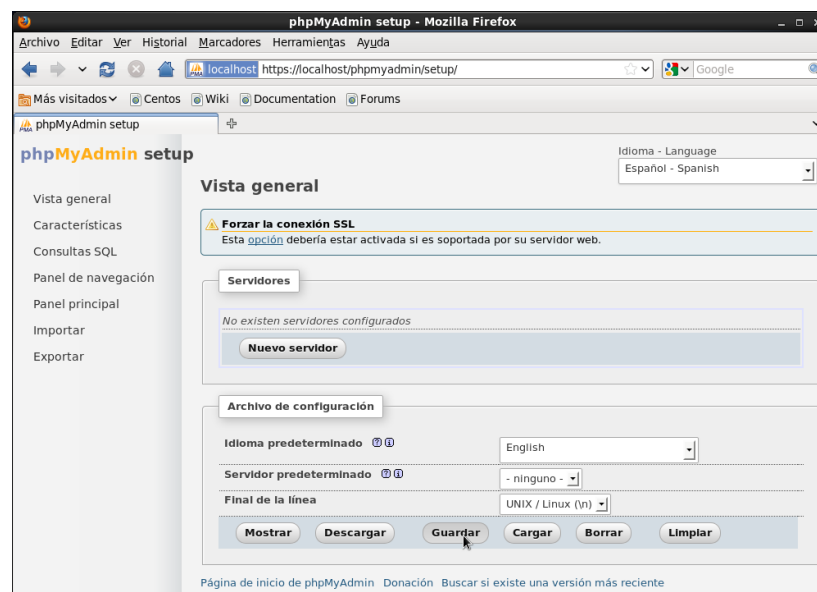 phpMyAdmin setup - Mozilla Firefox
Archivo Editar Ver Historial Marcadores Herramientas Ayuda
localhost https://localhost/phpmyadmin/setup/ Google
Más visitados Centos Wiki Documentation Forums
phpMyAdmin setup
phpMyAdmin setup
Idioma - Language
Español - Spanish
Vista general
Características
Consultas SQL
Panel de navegación
Panel principal
Importar
Exportar
Vista general
Forzar la conexión SSL
Esta opción debería estar activada si es soportada por su servidor web.
Servidores
No existen servidores configurados
Nuevo servidor
Archivo de configuración
Idioma predeterminado English
Servidor predeterminado - ninguno -
Final de la línea UNIX / Linux (\n)
Mostrar Descargar Guardar Cargar Borrar Limpiar
Página de inicio de phpMyAdmin Donación Buscar si existe una versión más reciente